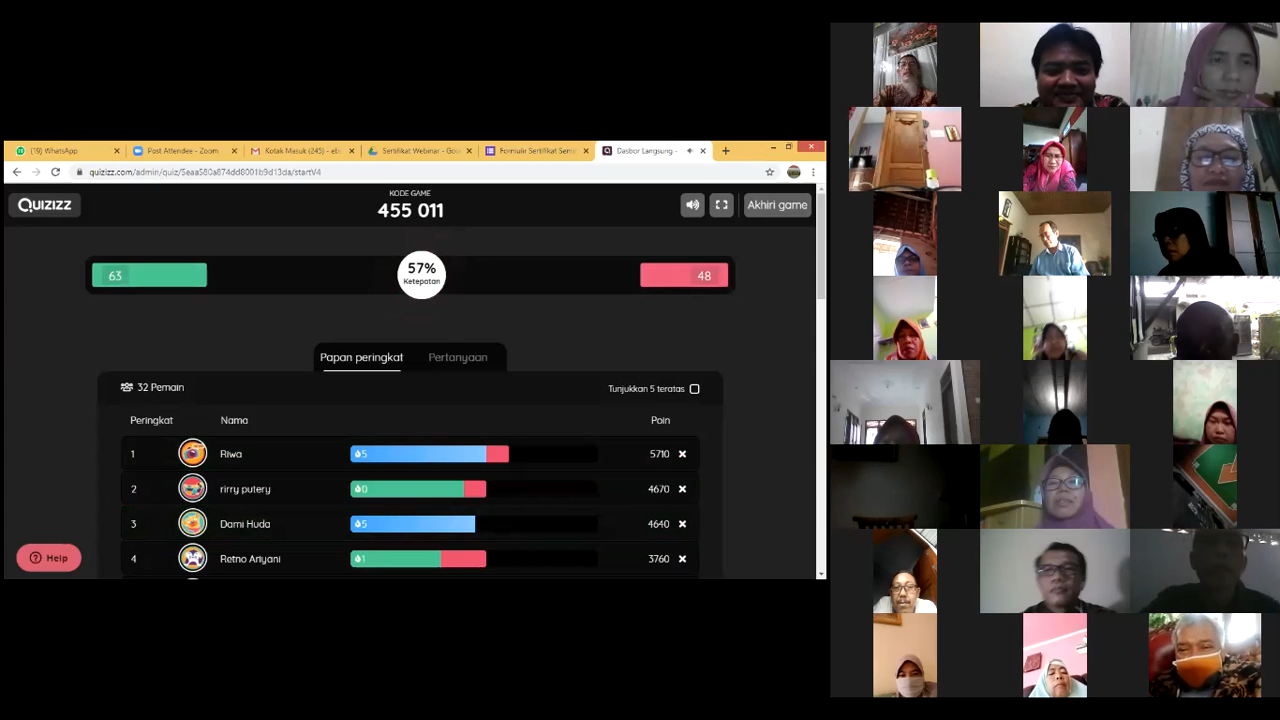 (19) WhatsApp
Post Attendee - Zoom
Kotak Masuk (245) - eb
Sertifikat Webinar - Goo
Formulir Sertifikat Sem
Dasbor Langsung -
quizizz.com/admin/quiz/5eaa580a874dd8001b9d13da/startV4
QUIZIZZ
KODE GAME
455 011
Akhiri game
63
57%
Ketepatan
48
Papan peringkat
Pertanyaan
32 Pemain
Tunjukkan 5 teratas
Peringkat
Nama
Poin
1 Riwa 5 5710
2 rirry putery 0 4670
3 Dami Huda 5 4640
4 Retno Ariyani 1 3760
Help